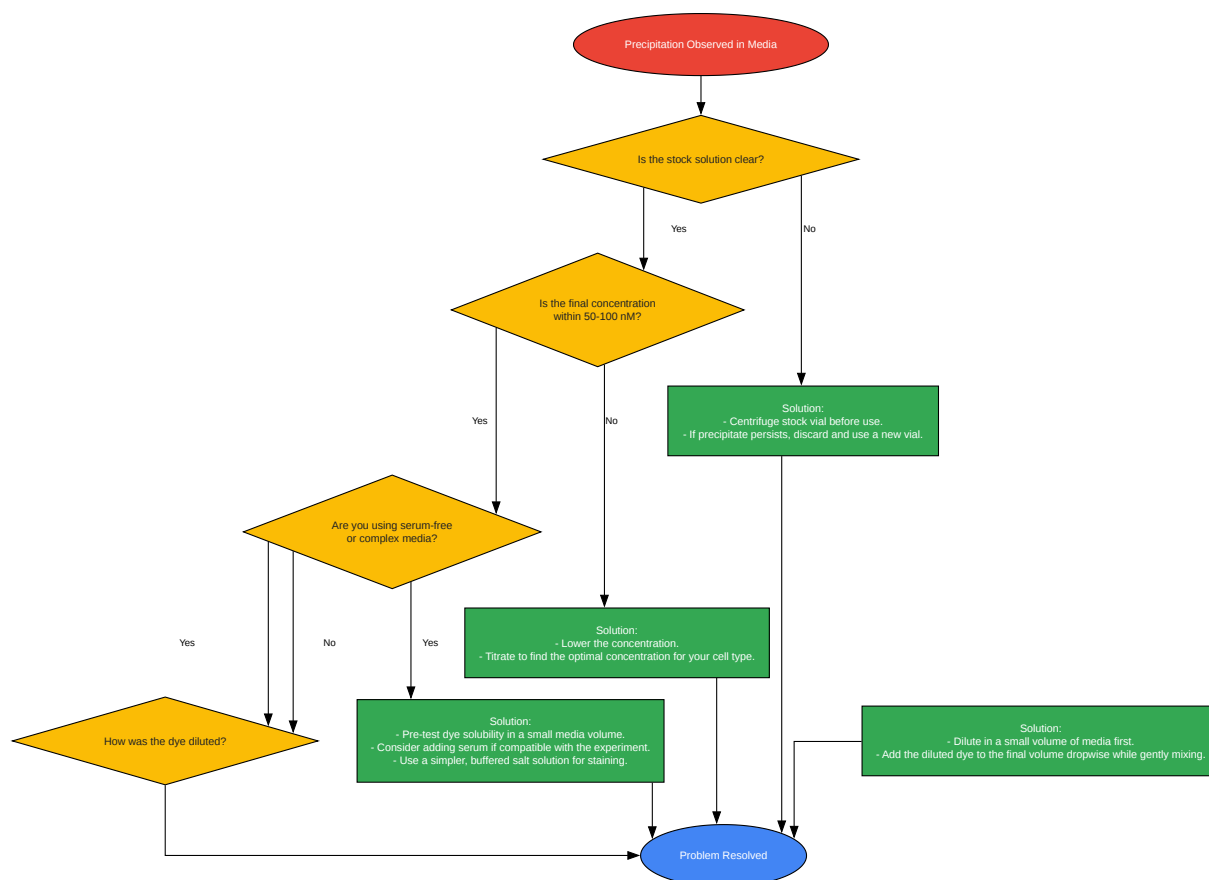 Precipitation Observed in Media
Is the stock solution clear?
Yes
No
Is the final concentration
within 50-100 nM?
Solution:
- Centrifuge stock vial before use.
- If precipitate persists, discard and use a new vial.
Yes
No
Are you using serum-free
or complex media?
Yes
No
Yes
Solution:
- Lower the concentration.
- Titrate to find the optimal concentration for your cell type.
How was the dye diluted?
Solution:
- Pre-test dye solubility in a small media volume.
- Consider adding serum if compatible with the experiment.
- Use a simpler, buffered salt solution for staining.
Solution:
- Dilute in a small volume of media first.
- Add the diluted dye to the final volume dropwise while gently mixing.
Problem Resolved